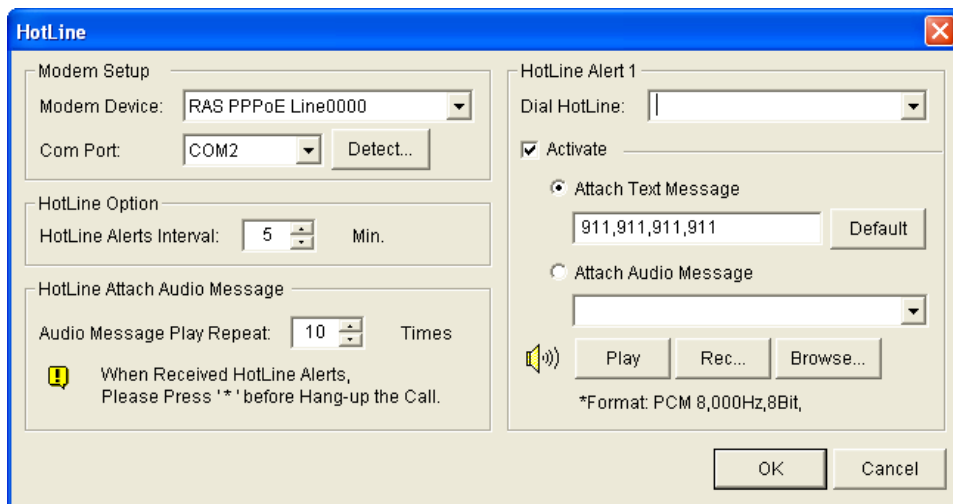 HotLine
Modem Setup
Modem Device: RAS PPPoE Line0000
Com Port: COM2 Detect...
HotLine Option
HotLine Alerts Interval: 5 Min.
HotLine Attach Audio Message
Audio Message Play Repeat: 10 Times
When Received HotLine Alerts,
Please Press '*' before Hang-up the Call.
HotLine Alert 1
Dial HotLine:
Activate
Attach Text Message
911,911,911,911 Default
Attach Audio Message
Play Rec... Browse...
*Format: PCM 8,000Hz,8Bit,
OK Cancel